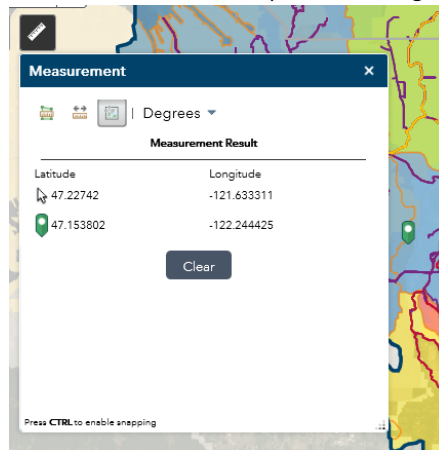 Measurement ×
| Degrees
Measurement Result
Latitude Longitude
47.22742 -121.633311
47.153802 -122.244425
Clear
Press CTRL to enable snapping